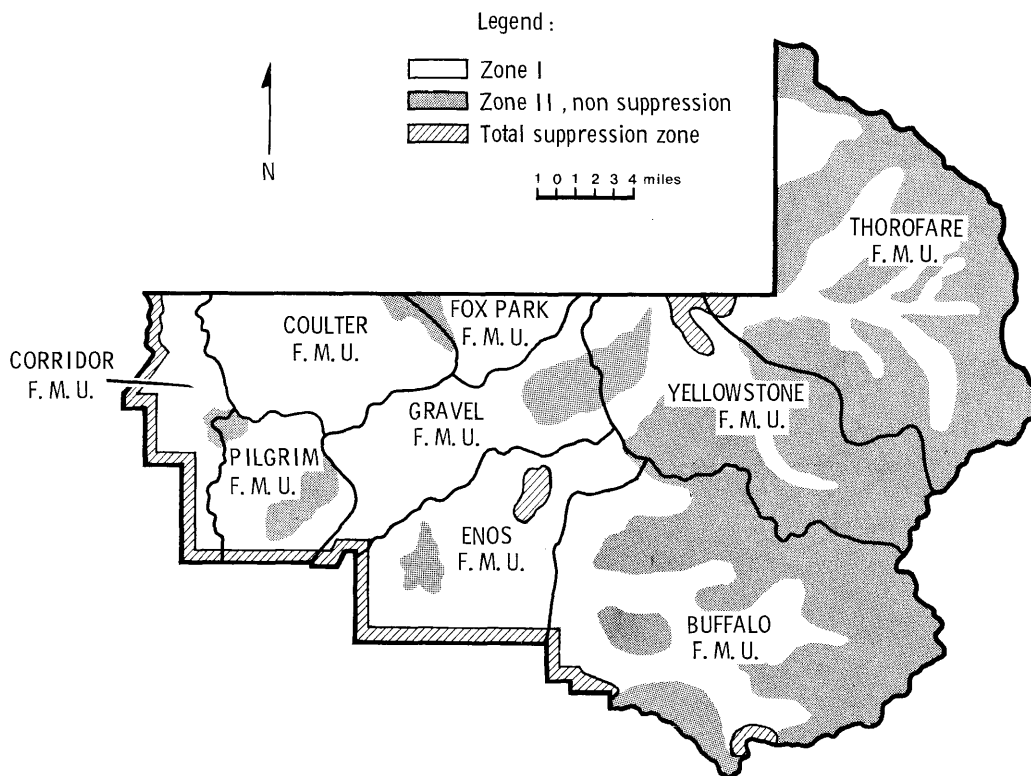 Legend :
Zone I
Zone II , non suppression
Total suppression zone
N
1 0 1 2 3 4 miles
THOROFARE
F. M. U.
COULTER
F. M. U.
FOX PARK
F. M. U.
CORRIDOR
F. M. U.
GRAVEL
F. M. U.
YELLOWSTONE
F. M. U.
PILGRIM
F. M. U.
ENOS
F. M. U.
BUFFALO
F. M. U.